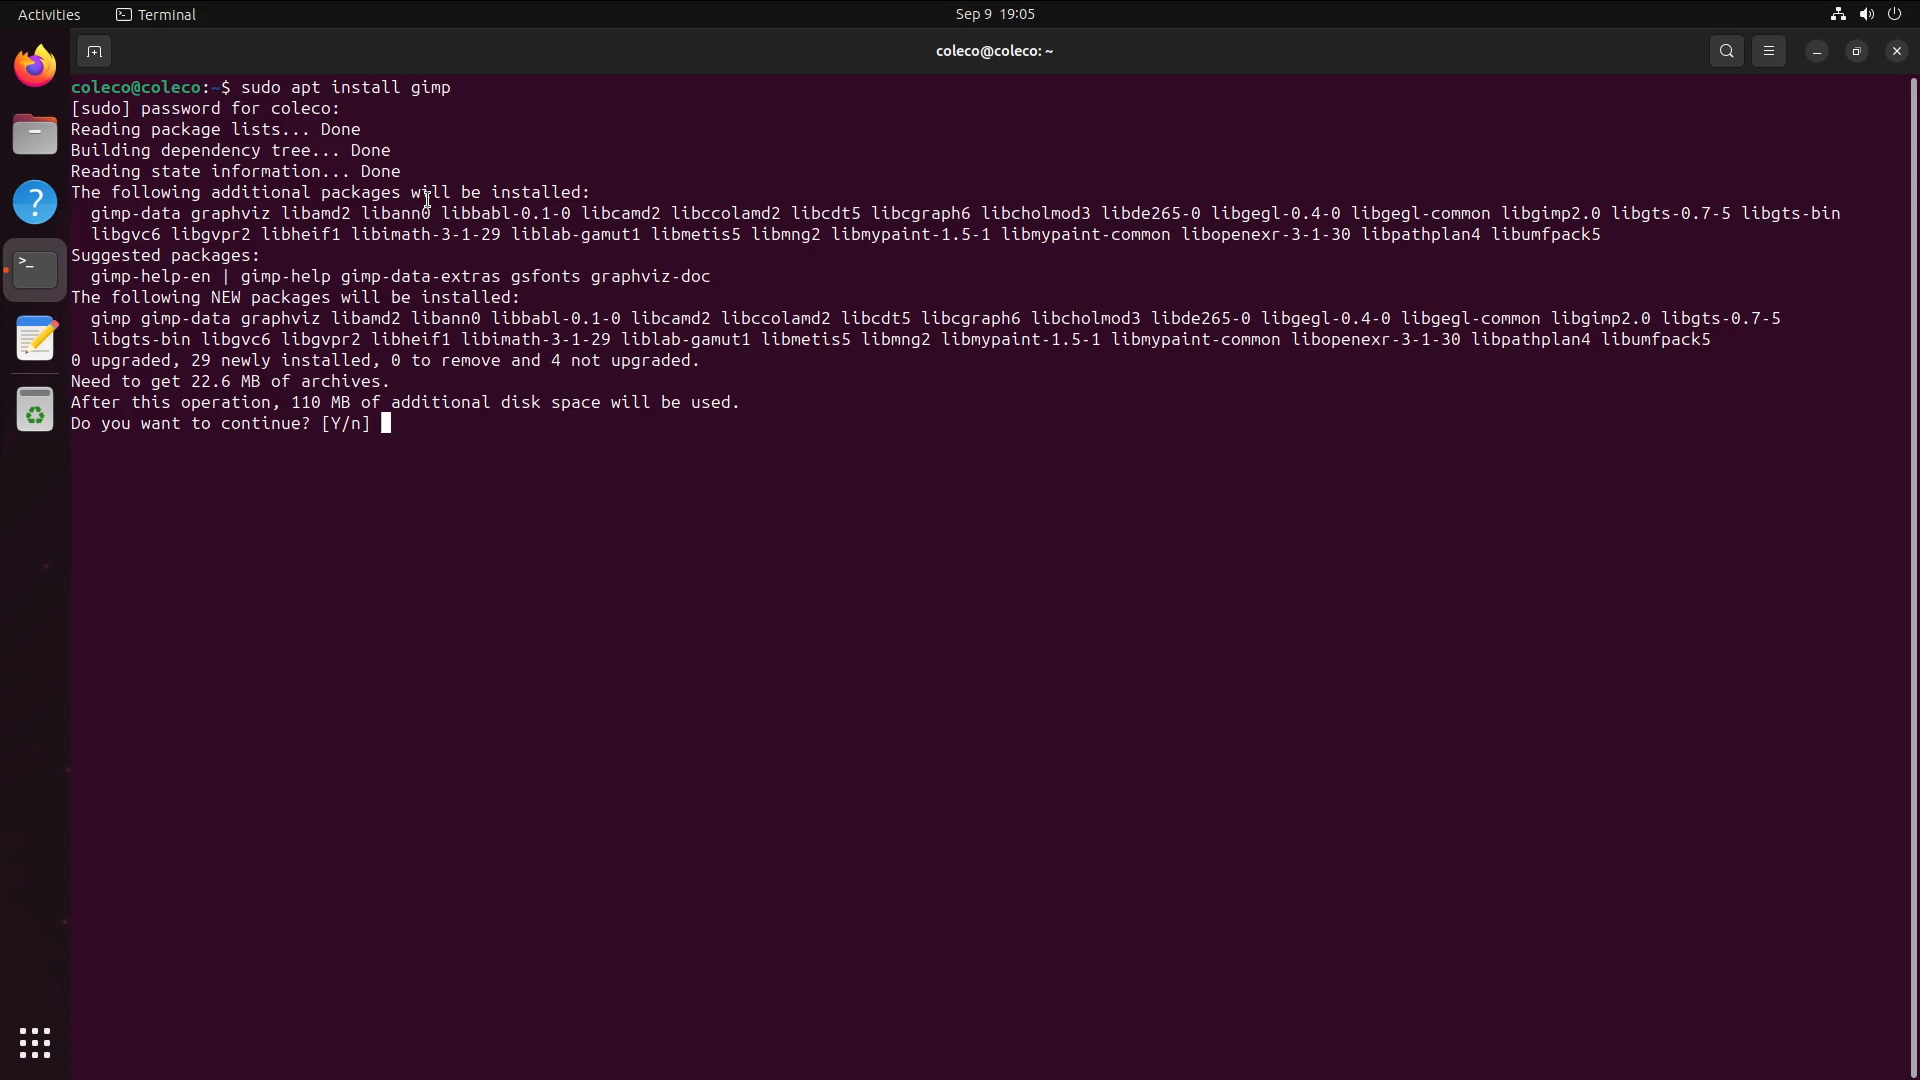 Activities
Terminal
Sep 9 19:05
coleco@coleco: ~
coleco@coleco:~$ sudo apt install gimp
[sudo] password for coleco:
Reading package lists... Done
Building dependency tree... Done
Reading state information... Done
The following additional packages will be installed:
gimp-data graphviz libamd2 libann0 libbabl-0.1-0 libcamd2 libccolamd2 libcdt5 libcgraph6 libcholmod3 libde265-0 libgegl-0.4-0 libgegl-common libgimp2.0 libgts-0.7-5 libgts-bin
libgvc6 libgvpr2 libheif1 libimath-3-1-29 liblab-gamut1 libmetis5 libmng2 libmypaint-1.5-1 libmypaint-common libopenexr-3-1-30 libpathplan4 libumfpack5
Suggested packages:
gimp-help-en | gimp-help gimp-data-extras gsfonts graphviz-doc
The following NEW packages will be installed:
gimp gimp-data graphviz libamd2 libann0 libbabl-0.1-0 libcamd2 libccolamd2 libcdt5 libcgraph6 libcholmod3 libde265-0 libgegl-0.4-0 libgegl-common libgimp2.0 libgts-0.7-5
libgts-bin libgvc6 libgvpr2 libheif1 libimath-3-1-29 liblab-gamut1 libmetis5 libmng2 libmypaint-1.5-1 libmypaint-common libopenexr-3-1-30 libpathplan4 libumfpack5
0 upgraded, 29 newly installed, 0 to remove and 4 not upgraded.
Need to get 22.6 MB of archives.
After this operation, 110 MB of additional disk space will be used.
Do you want to continue? [Y/n]